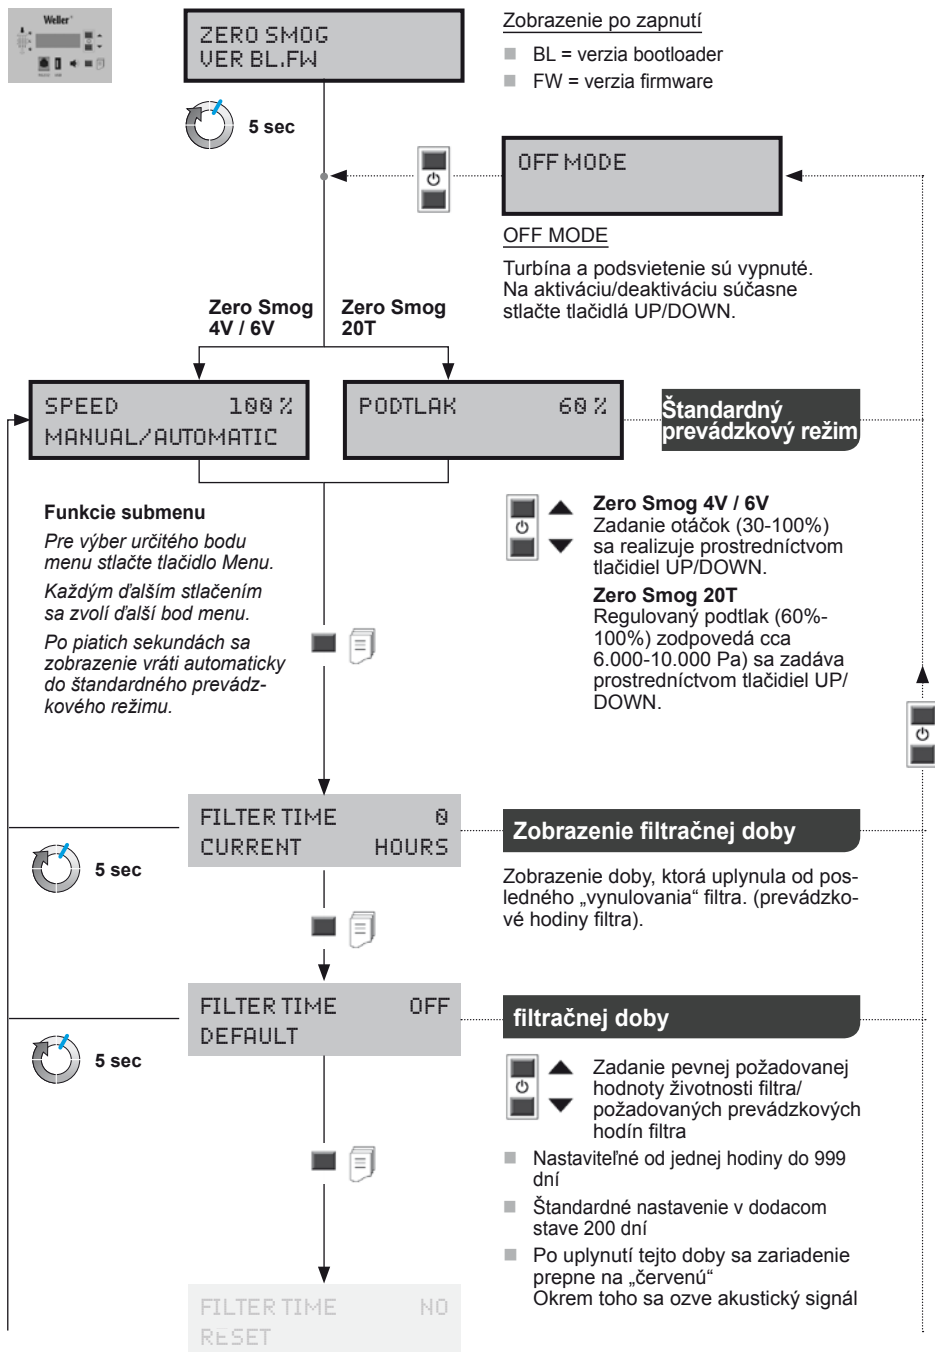 Weller
ZERO SMOG
VER BL.FW
Zobrazenie po zapnutí
BL = verzia bootloader
FW = verzia firmware
5 sec
OFF MODE
OFF MODE
Turbína a podsvietenie sú vypnuté.
Na aktiváciu/deaktiváciu súčasne
stlačte tlačidlá UP/DOWN.
Zero Smog
4V / 6V
Zero Smog
20T
SPEED 100 %
MANUAL/AUTOMATIC
PODTLAK 60 %
Štandardný
prevádzkový režim
Funkcie submenu
Pre výber určitého bodu
menu stlačte tlačidlo Menu.
Každým ďalším stlačením
sa zvolí ďalší bod menu.
Po piatich sekundách sa
zobrazenie vráti automaticky
do štandardného prevádz-
kového režimu.
Zero Smog 4V / 6V
Zadanie otáčok (30-100%)
sa realizuje prostredníctvom
tlačidiel UP/DOWN.
Zero Smog 20T
Regulovaný podtlak (60%-
100%) zodpovedá cca
6.000-10.000 Pa) sa zadáva
prostredníctvom tlačidiel UP/
DOWN.
FILTER TIME 0
CURRENT HOURS
5 sec
Zobrazenie filtračnej doby
Zobrazenie doby, ktorá uplynula od pos-
ledného „vynulovania“ filtra. (prevádzko-
vé hodiny filtra).
FILTER TIME OFF
DEFAULT
5 sec
filtračnej doby
Zadanie pevnej požadovanej
hodnoty životnosti filtra/
požadovaných prevádzkových
hodín filtra
Nastaviteľné od jednej hodiny do 999
dní
Štandardné nastavenie v dodacom
stave 200 dní
Po uplynutí tejto doby sa zariadenie
prepne na „červenú“
Okrem toho sa ozve akustický signál
FILTER TIME NO
RESET